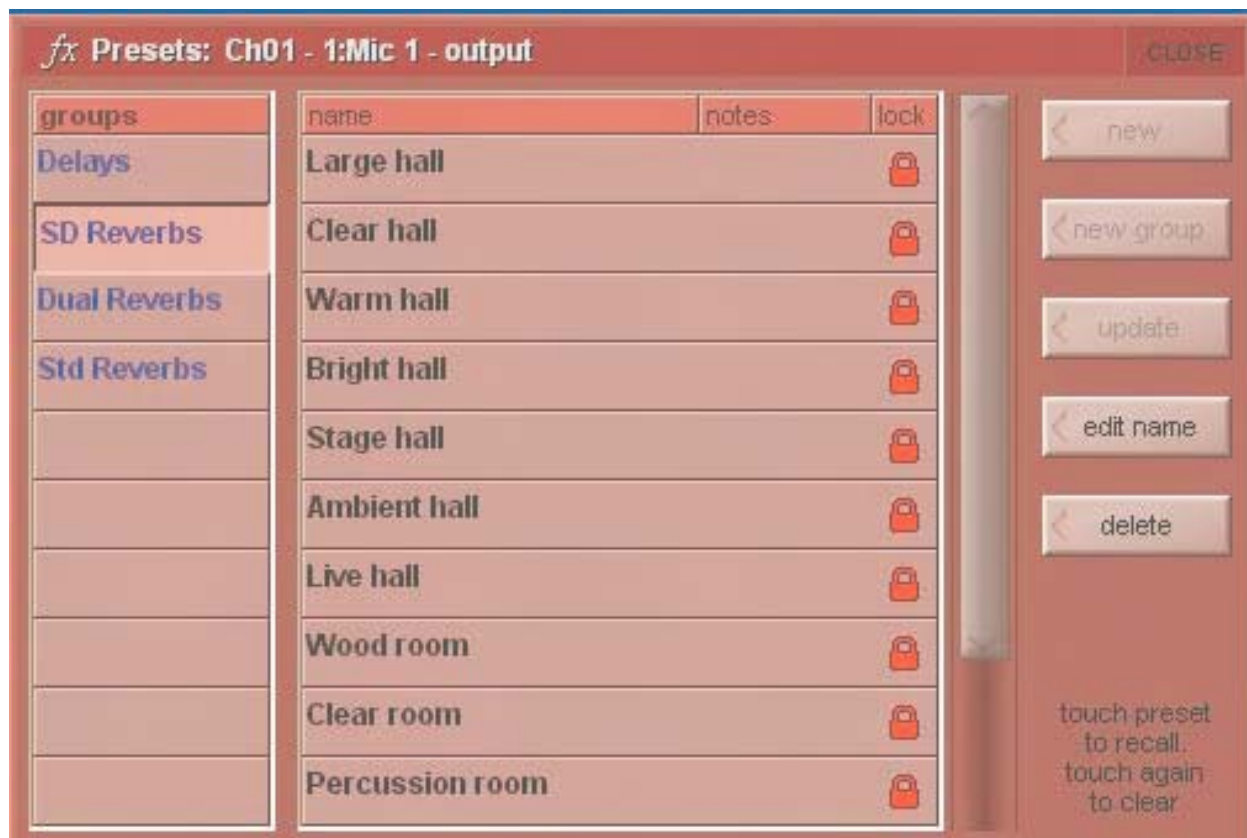 fx Presets: Ch01 - 1:Mic 1 - output
CLOSE
groups
Delays
SD Reverbs
Dual Reverbs
Std Reverbs
name notes lock
Large hall
Clear hall
Warm hall
Bright hall
Stage hall
Ambient hall
Live hall
Wood room
Clear room
Percussion room
new
new group
update
edit name
delete
touch preset
to recall.
touch again
to clear